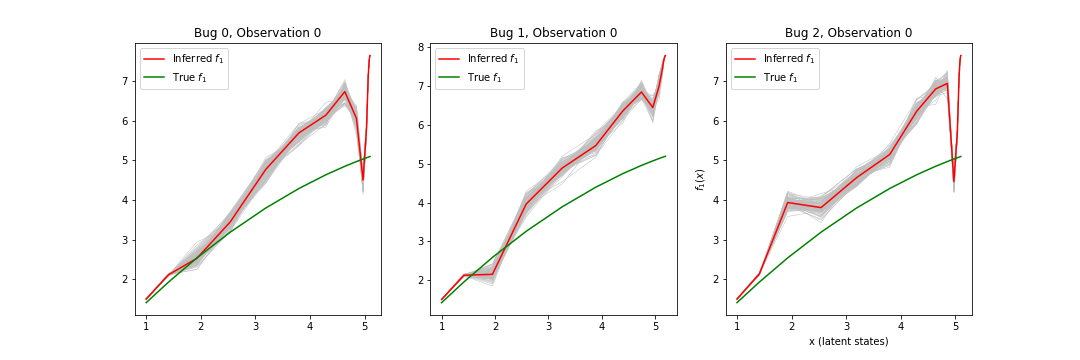 Bug 0, Observation 0
Inferred f₁
True f₁
7
6
5
4
3
2
1 2 3 4 5
Bug 1, Observation 0
Inferred f₁
True f₁
8
7
6
5
4
3
2
1 2 3 4 5
Bug 2, Observation 0
Inferred f₁
True f₁
f₁(x)
7
6
5
4
3
2
1 2 3 4 5
x (latent states)